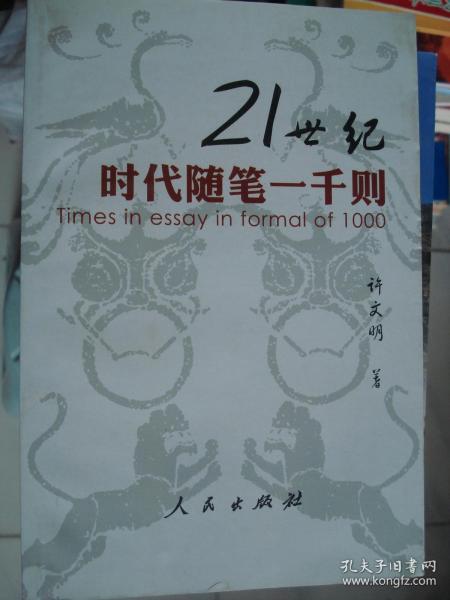 21世纪
时代随笔一千则
Times in essay in formal of 1000
许文明 著
人民出版社
孔夫子旧书网
www.kongfz.com